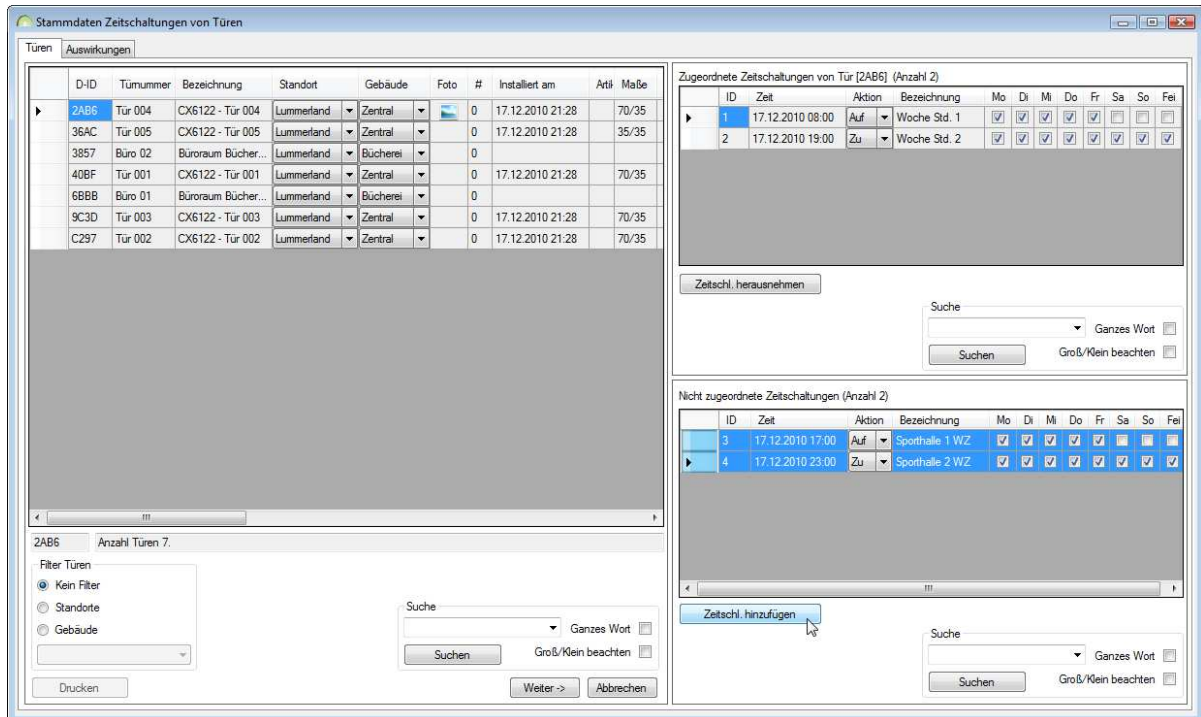 Stammdaten Zeitschaltungen von Türen
Türen Auswirkungen
D-ID Türnummer Bezeichnung Standort Gebäude Foto # Installiert am Artik Maße
2AB6 Tür 004 CX6122 - Tür 004 Lummerland Zentral 0 17.12.2010 21:28 70/35
36AC Tür 005 CX6122 - Tür 005 Lummerland Zentral 0 17.12.2010 21:28 35/35
3857 Büro 02 Büroraum Bücher... Lummerland Bücherei 0
40BF Tür 001 CX6122 - Tür 001 Lummerland Zentral 0 17.12.2010 21:28 70/35
6BBB Büro 01 Büroraum Bücher... Lummerland Bücherei 0
9C3D Tür 003 CX6122 - Tür 003 Lummerland Zentral 0 17.12.2010 21:28 70/35
C297 Tür 002 CX6122 - Tür 002 Lummerland Zentral 0 17.12.2010 21:28 70/35
2AB6 Anzahl Türen 7.
Filter Türen
Kein Filter
Standorte
Gebäude
Drucken
Suche
Ganzes Wort
Suchen Groß/Klein beachten
Weiter -> Abbrechen
Zugeordnete Zeitschaltungen von Tür [2AB6] (Anzahl 2)
ID Zeit Aktion Bezeichnung Mo Di Mi Do Fr Sa So Fei
1 17.12.2010 08:00 Auf Woche Std. 1
2 17.12.2010 19:00 Zu Woche Std. 2
Zeitschl. herausnehmen
Suche
Ganzes Wort
Suchen Groß/Klein beachten
Nicht zugeordnete Zeitschaltungen (Anzahl 2)
ID Zeit Aktion Bezeichnung Mo Di Mi Do Fr Sa So Fei
3 17.12.2010 17:00 Auf Sporthalle 1 WZ
4 17.12.2010 23:00 Zu Sporthalle 2 WZ
Zeitschl. hinzufügen
Suche
Ganzes Wort
Suchen Groß/Klein beachten